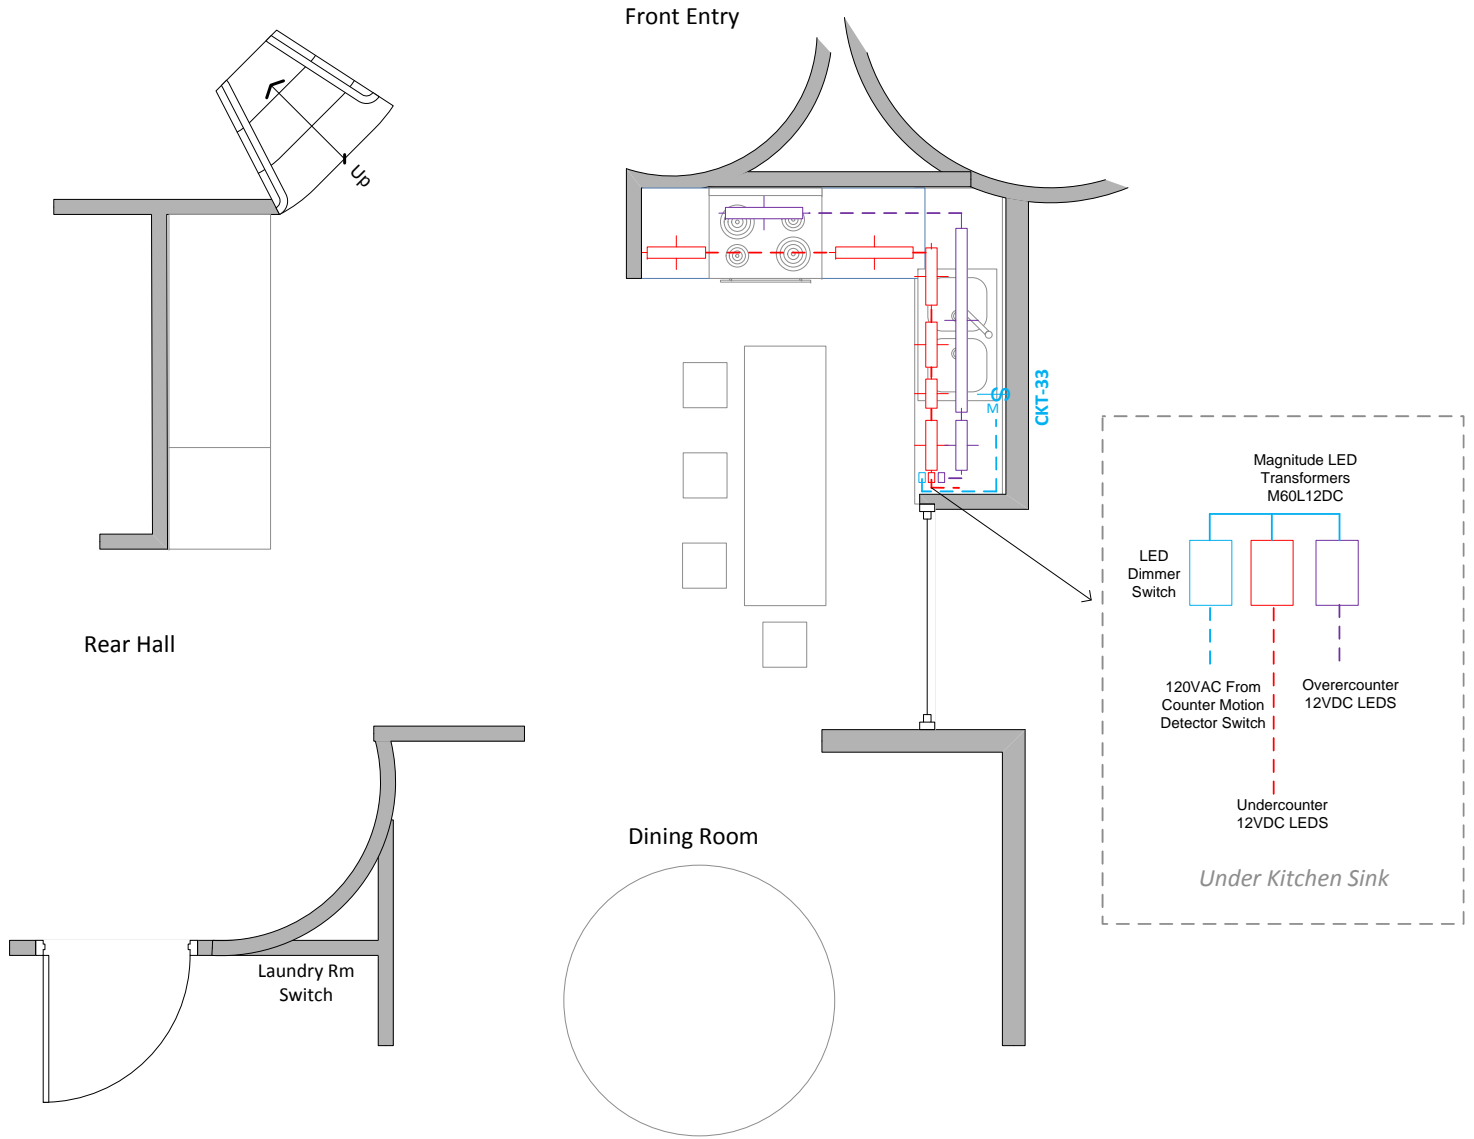 Front Entry
Up
CKT-33
S
M
Magnitude LED
Transformers
M60L12DC
LED
Dimmer
Switch
120VAC From
Counter Motion
Detector Switch
Overercounter
12VDC LEDS
Undercounter
12VDC LEDS
Under Kitchen Sink
Rear Hall
Dining Room
Laundry Rm
Switch